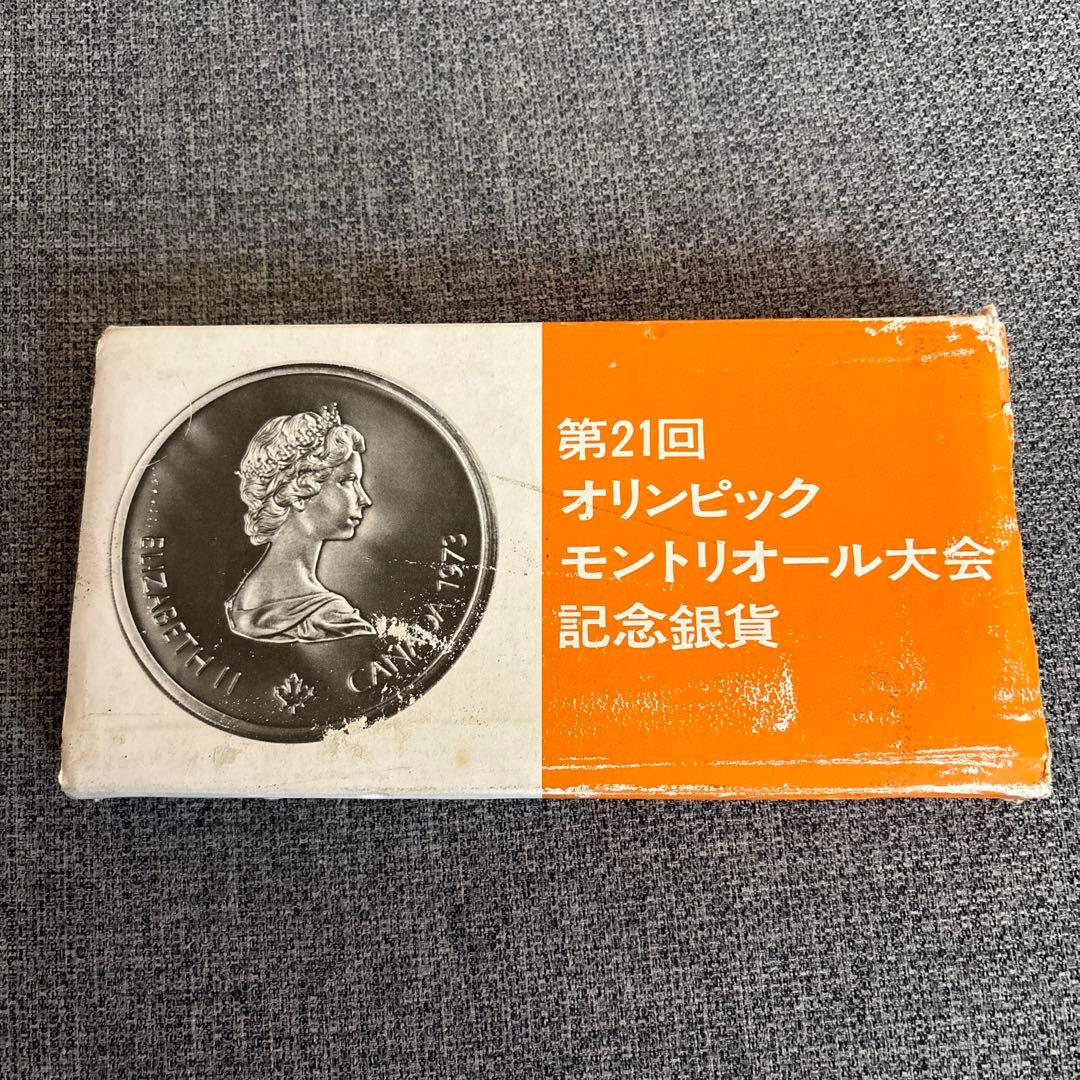 ELIZABETH II
CANADA 1973
第21回
オリンピック
モントリオール大会
記念銀貨